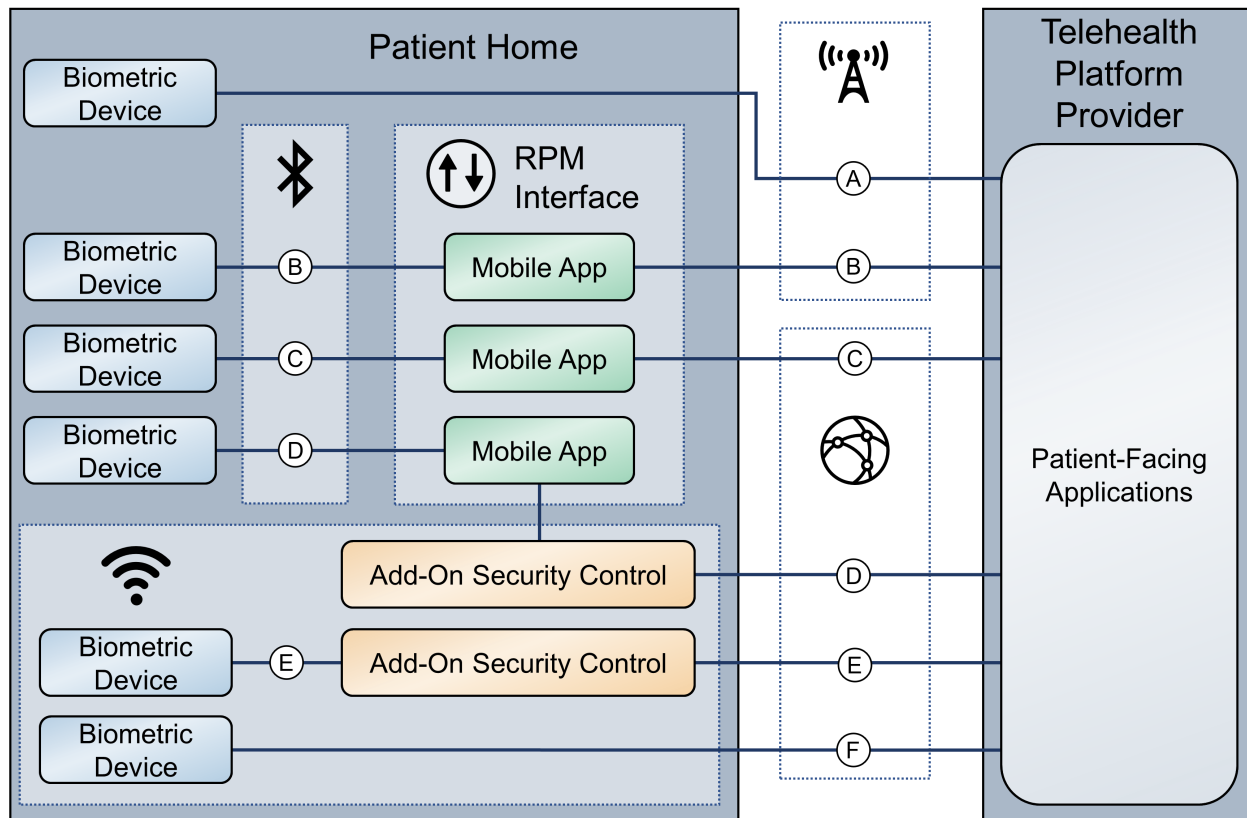 Patient Home
Telehealth
Platform
Provider
Biometric
Device
RPM
Interface
A
Biometric
Device
B
Mobile App
B
Biometric
Device
C
Mobile App
C
Biometric
Device
D
Mobile App
Patient-Facing
Applications
Add-On Security Control
D
Biometric
Device
E
Add-On Security Control
E
Biometric
Device
F